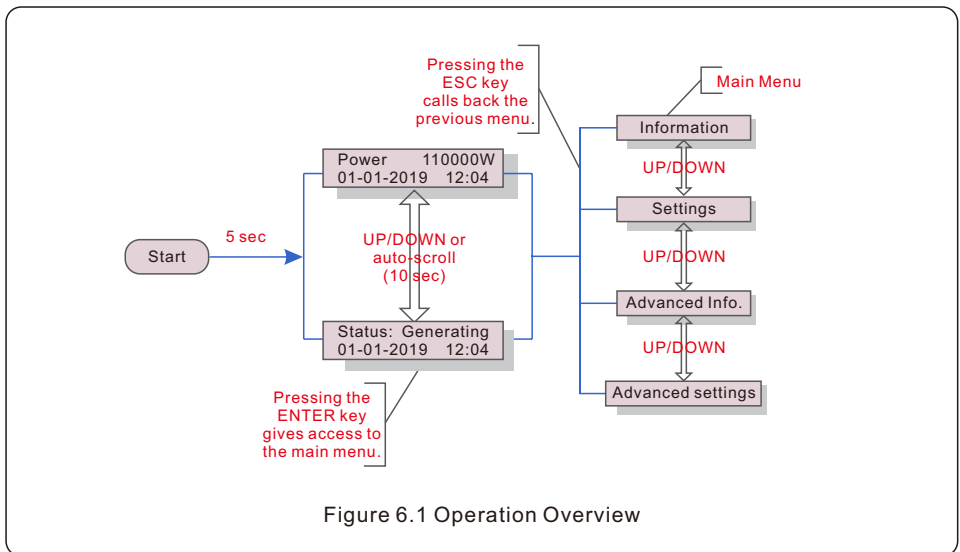 Pressing the
ESC key
calls back the
previous menu.
Main Menu
Information
UP/DOWN
Settings
UP/DOWN
Advanced Info.
UP/DOWN
Advanced settings
Power 110000W
01-01-2019 12:04
5 sec
Start
UP/DOWN or
auto-scroll
(10 sec)
Status: Generating
01-01-2019 12:04
Pressing the
ENTER key
gives access to
the main menu.
Figure 6.1 Operation Overview